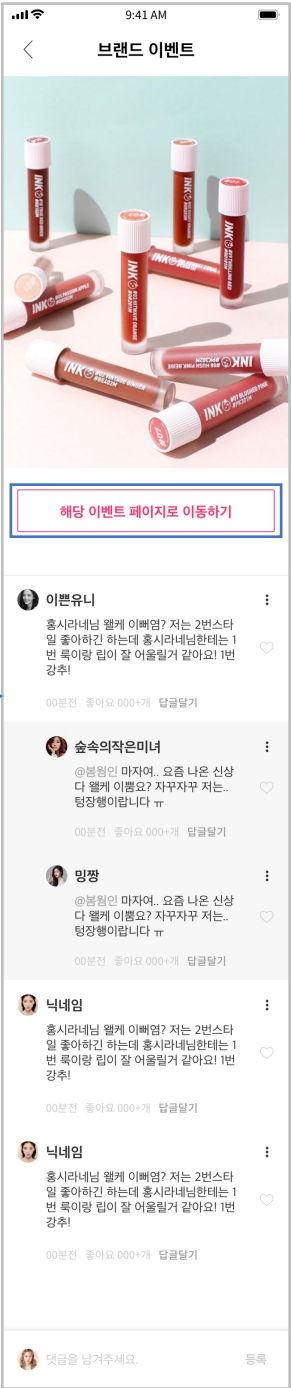 9:41 AM
브랜드 이벤트
INK
INK
INK
INK
INK
INK
INK
해당 이벤트 페이지로 이동하기
이쁜유니
홍시라네님 왤케 이뻐염? 저는 2번스타
일 좋아하긴 하는데 홍시라네님한테는 1
번 룩이랑 립이 잘 어울릴거 같아요! 1번
강추!
00분전 좋아요 000+개 답글달기
숲속의작은미녀
@봄웜인 마자여.. 요즘 나온 신상
다 왤케 이쁨요? 자꾸자꾸 저는..
텅장행이랍니다 ㅠ
00분전 좋아요 000+개 답글달기
밍짱
@봄웜인 마자여.. 요즘 나온 신상
다 왤케 이쁨요? 자꾸자꾸 저는..
텅장행이랍니다 ㅠ
00분전 좋아요 000+개 답글달기
닉네임
홍시라네님 왤케 이뻐염? 저는 2번스타
일 좋아하긴 하는데 홍시라네님한테는 1
번 룩이랑 립이 잘 어울릴거 같아요! 1번
강추!
00분전 좋아요 000+개 답글달기
닉네임
홍시라네님 왤케 이뻐염? 저는 2번스타
일 좋아하긴 하는데 홍시라네님한테는 1
번 룩이랑 립이 잘 어울릴거 같아요! 1번
강추!
00분전 좋아요 000+개 답글달기
댓글을 남겨주세요. 등록